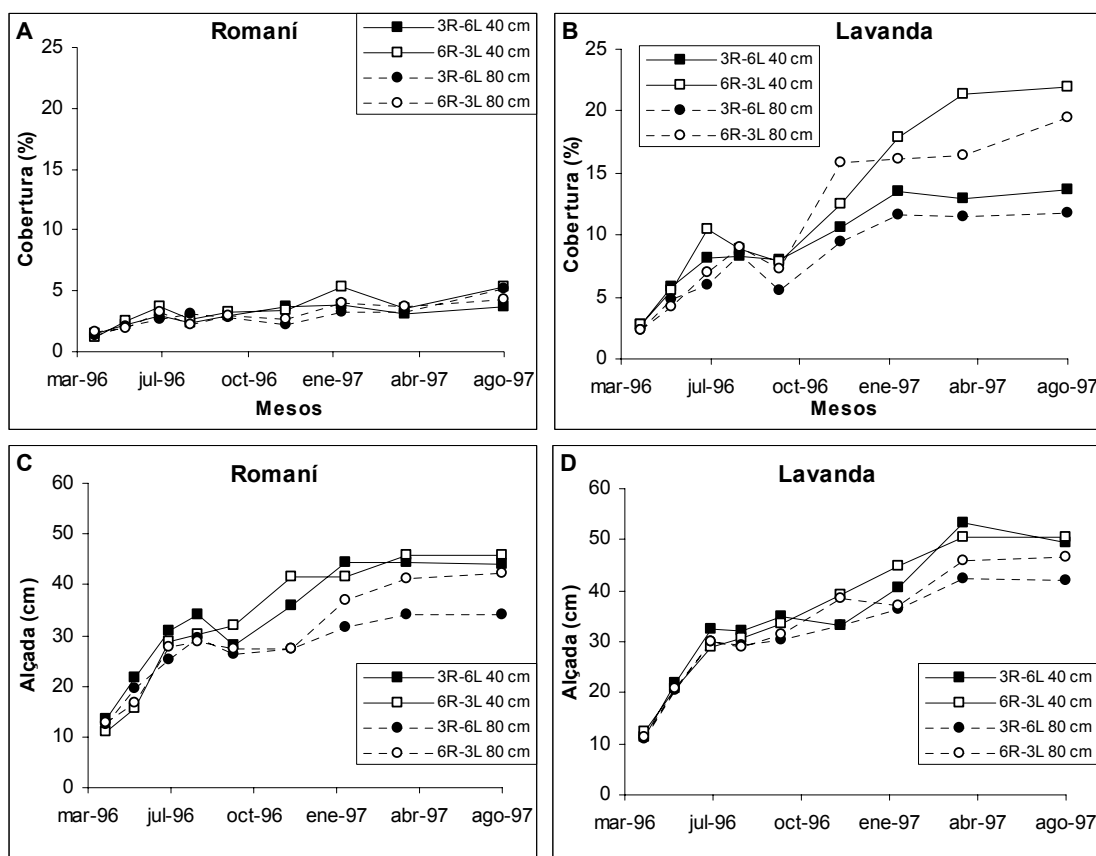 A
Romaní
3R-6L 40 cm
6R-3L 40 cm
3R-6L 80 cm
6R-3L 80 cm
Cobertura (%)
25
20
15
10
5
0
mar-96 jul-96 oct-96 ene-97 abr-97 ago-97
Mesos
B
Lavanda
3R-6L 40 cm
6R-3L 40 cm
3R-6L 80 cm
6R-3L 80 cm
Cobertura (%)
25
20
15
10
5
0
mar-96 jul-96 oct-96 ene-97 abr-97 ago-97
Mesos
C
Romaní
Alçada (cm)
60
50
40
30
20
10
0
3R-6L 40 cm
6R-3L 40 cm
3R-6L 80 cm
6R-3L 80 cm
mar-96 jul-96 oct-96 ene-97 abr-97 ago-97
D
Lavanda
Alçada (cm)
60
50
40
30
20
10
0
3R-6L 40 cm
6R-3L 40 cm
3R-6L 80 cm
6R-3L 80 cm
mar-96 jul-96 oct-96 ene-97 abr-97 ago-97